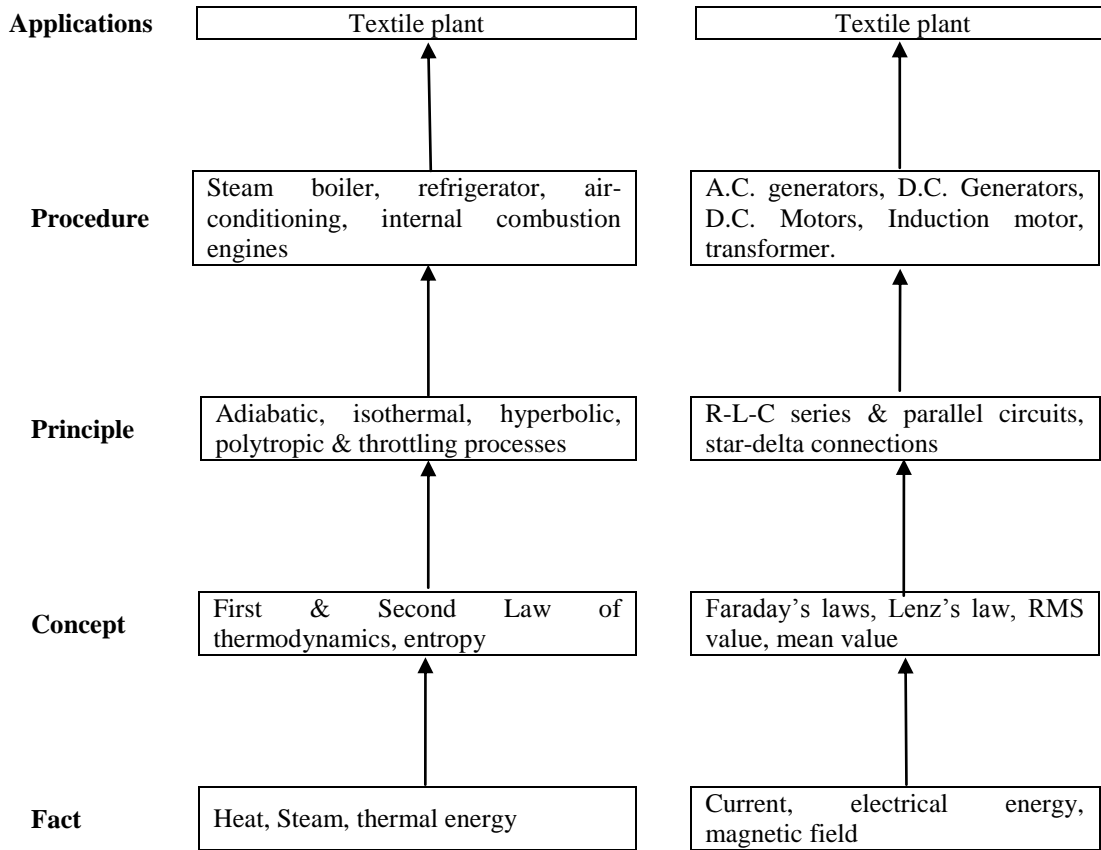 Applications
Textile plant
Textile plant
Procedure
Steam boiler, refrigerator, air-
conditioning, internal combustion
engines
A.C. generators, D.C. Generators,
D.C. Motors, Induction motor,
transformer.
Principle
Adiabatic, isothermal, hyperbolic,
polytropic & throttling processes
R-L-C series & parallel circuits,
star-delta connections
Concept
First & Second Law of
thermodynamics, entropy
Faraday’s laws, Lenz’s law, RMS
value, mean value
Fact
Heat, Steam, thermal energy
Current, electrical energy,
magnetic field